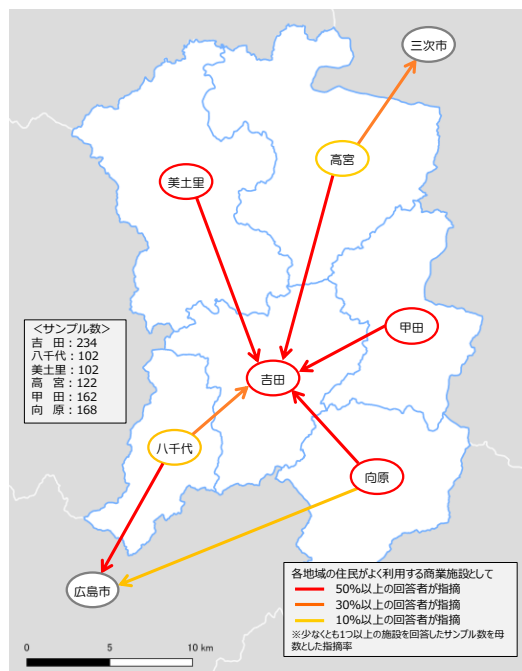 三次市
高宮
美土里
甲田
＜サンプル数＞
吉　田：234
八千代：102
美土里：102
高　宮：122
甲　田：162
向　原：168
吉田
八千代
向原
広島市
各地域の住民がよく利用する商業施設として
50%以上の回答者が指摘
30%以上の回答者が指摘
10%以上の回答者が指摘
※少なくとも1つ以上の施設を回答したサンプル数を母
数とした指摘率
0 5 10 km